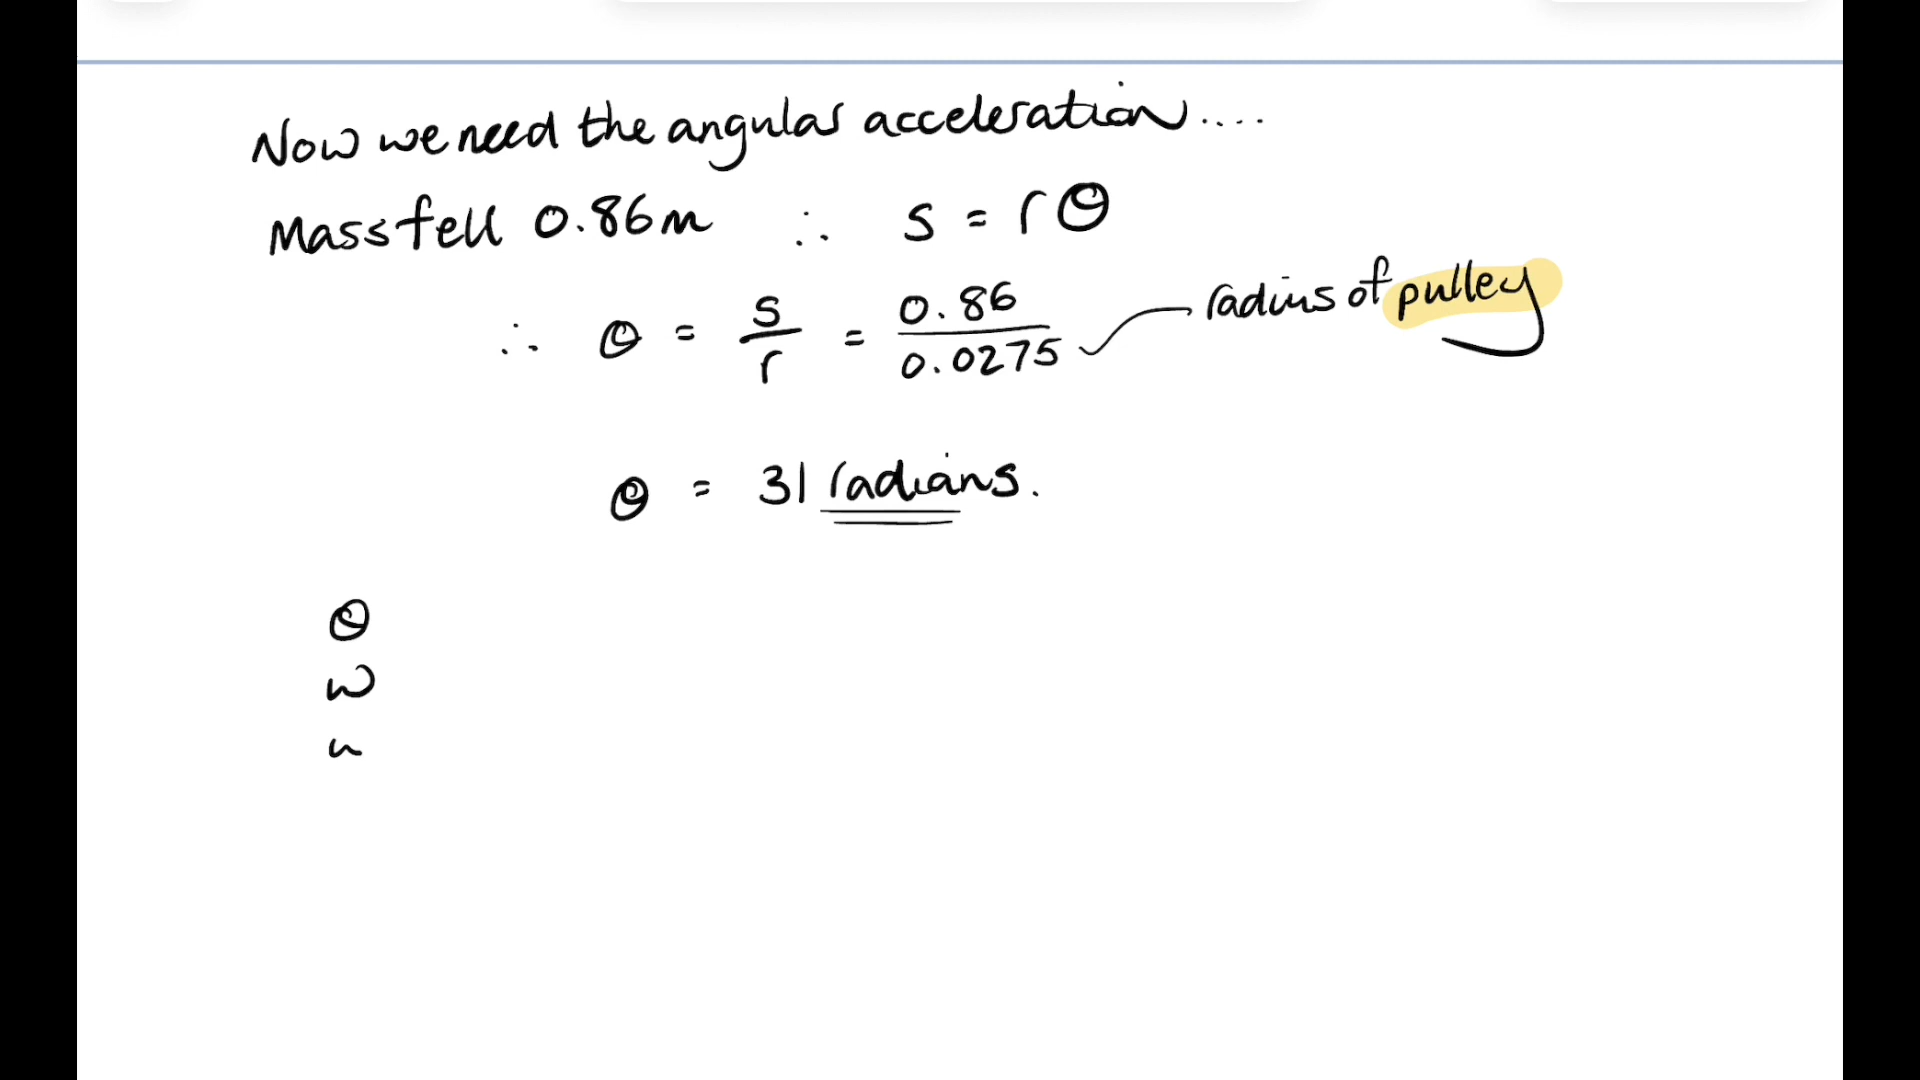 Now we need the angular acceleration....
Mass fell 0.86m ∴ s = rθ
∴ θ = s/r = 0.86/0.0275 radius of pulley
θ = 31 radians.
θ
ω